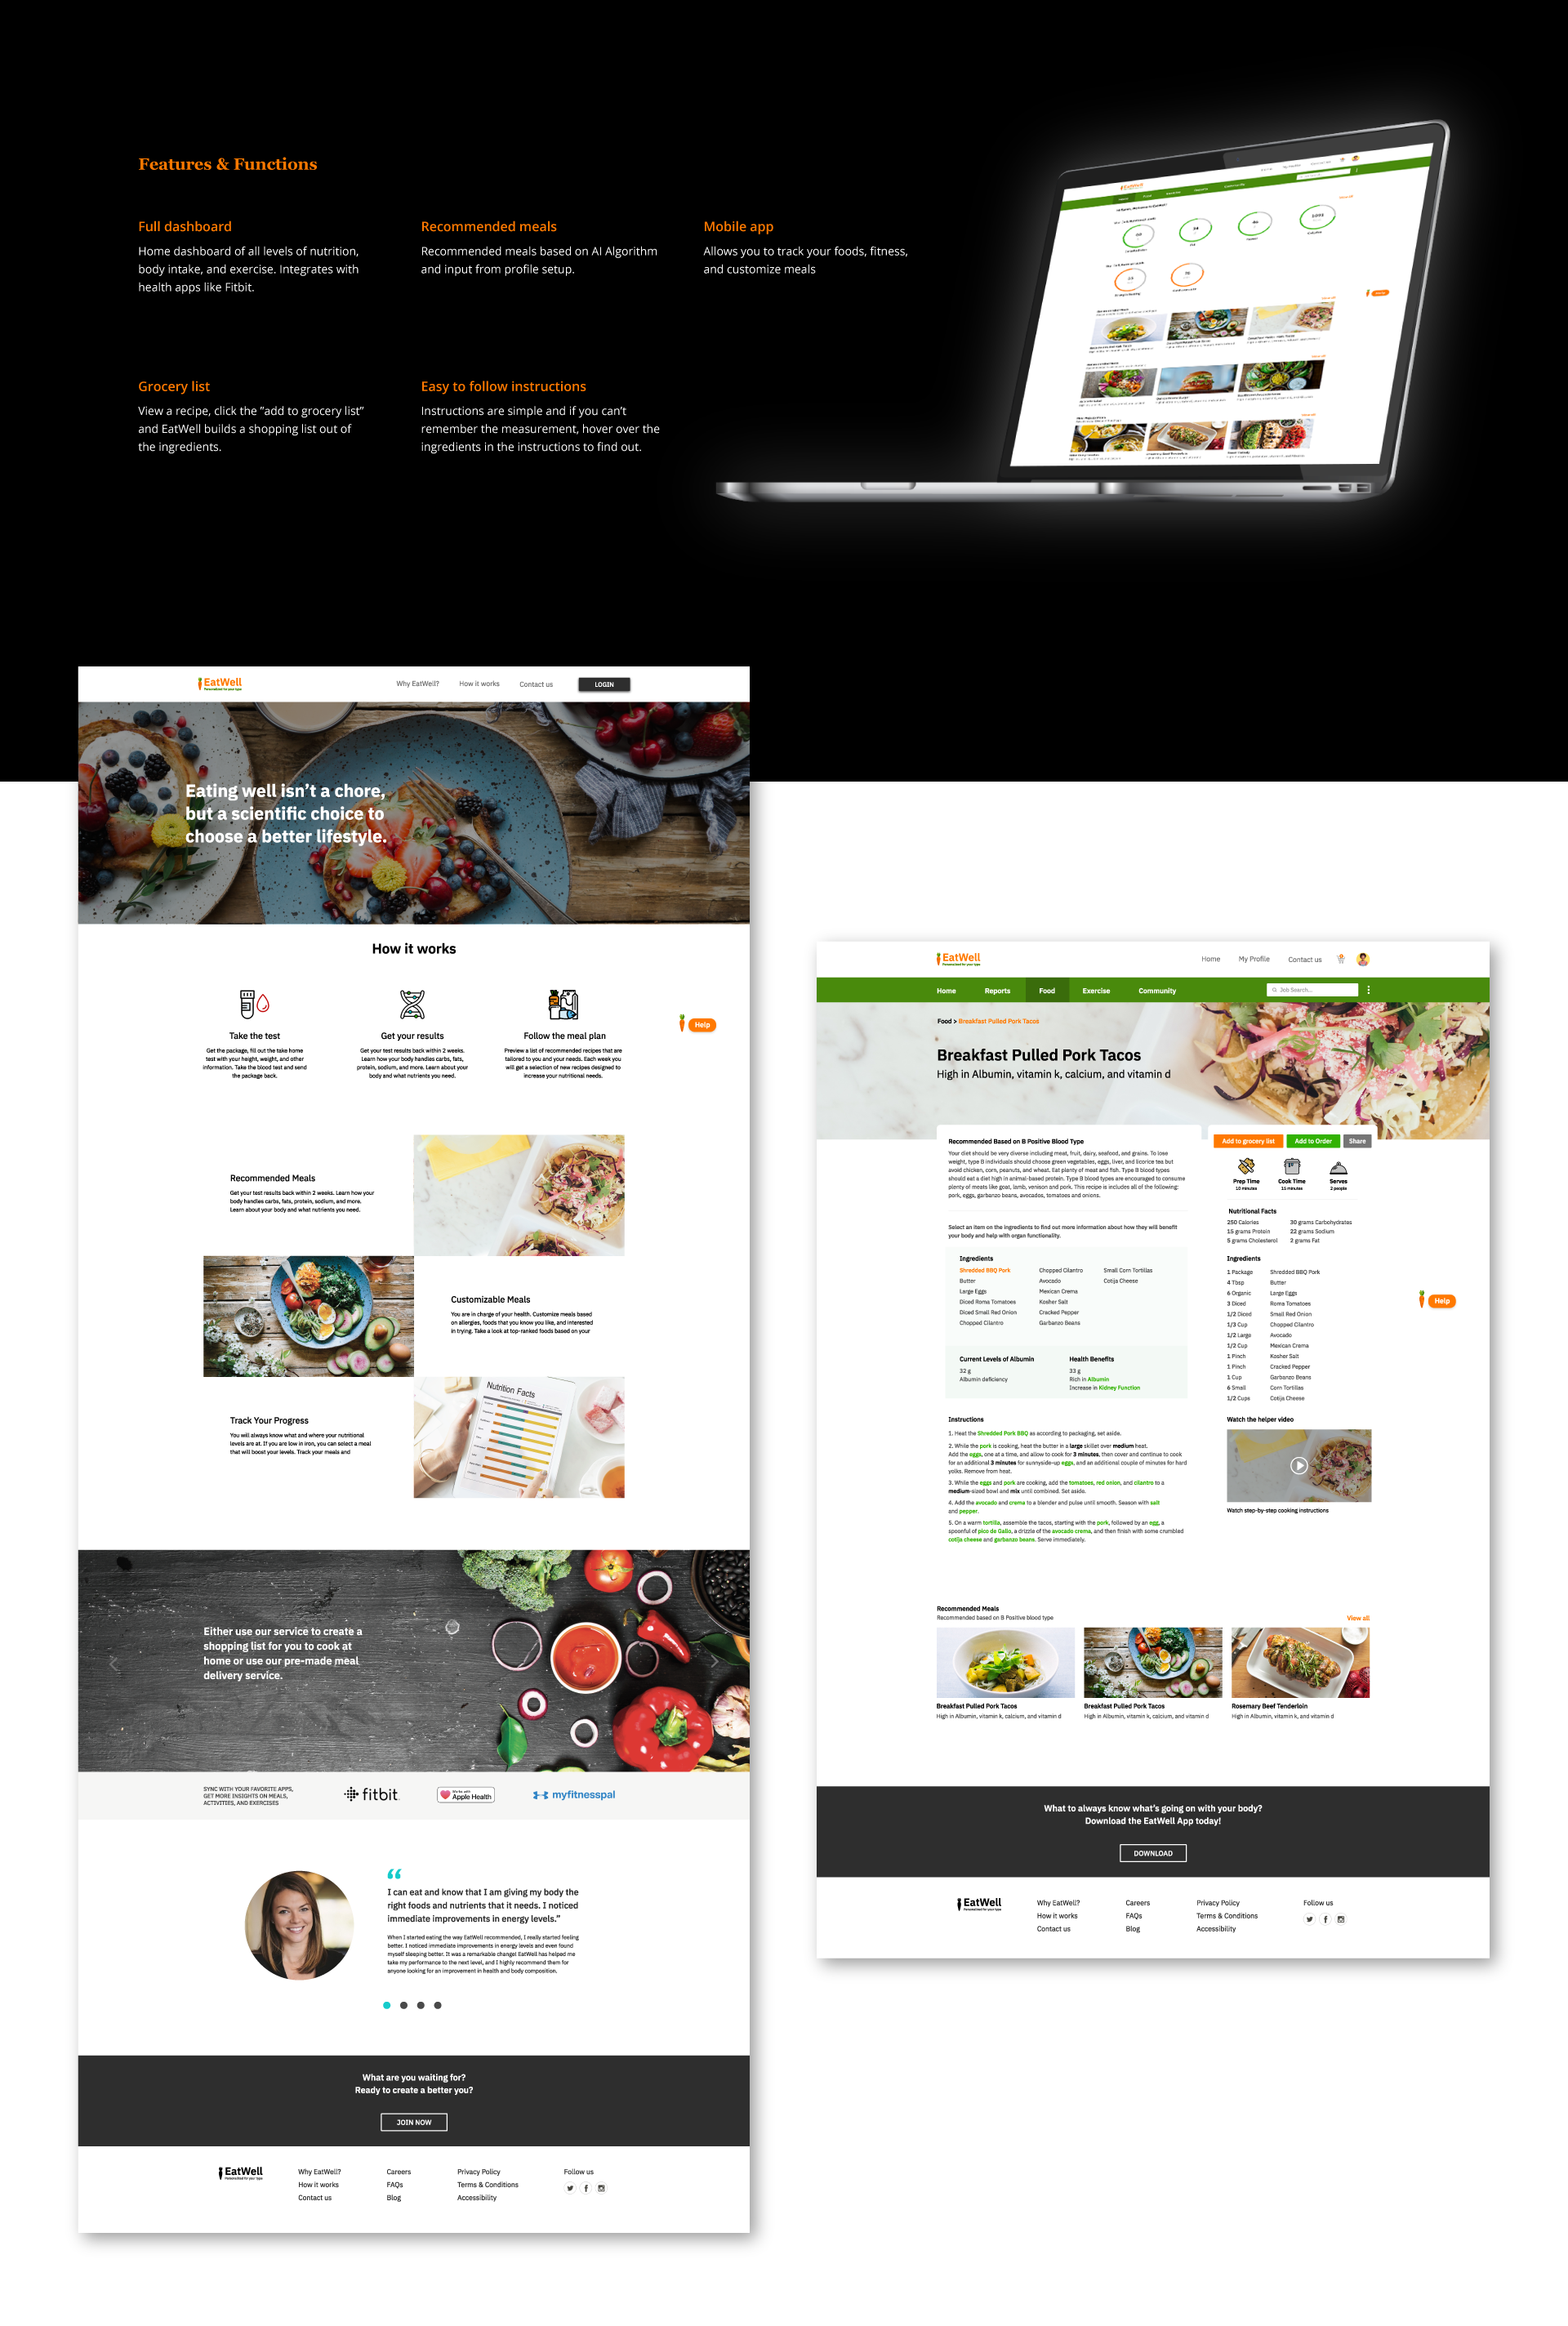 Features & Functions
Full dashboard
Home dashboard of all levels of nutrition,
body intake, and exercise. Integrates with
health apps like Fitbit.
Recommended meals
Recommended meals based on AI Algorithm
and input from profile setup.
Mobile app
Allows you to track your foods, fitness,
and customize meals
Grocery list
View a recipe, click the “add to grocery list”
and EatWell builds a shopping list out of
the ingredients.
Easy to follow instructions
Instructions are simple and if you can’t
remember the measurement, hover over the
ingredients in the instructions to find out.
EatWell
EatWell
Personalized for your type
Why EatWell?
How it works
Contact us
LOGIN
Eating well isn’t a chore,
but a scientific choice to
choose a better lifestyle.
How it works
Take the test
Get the package, fill out the take home
test with your height, weight, and other
information. Take the blood test and send
the package back.
Get your results
Get your test results back within 2 weeks.
Learn how your body handles carbs, fats,
protein, sodium, and more. Learn about your
body and what nutrients you need.
Follow the meal plan
Preview a list of recommended recipes that are
tailored to you and your needs. Each week you
will get a selection of new recipes designed to
increase your nutritional needs.
Help
Recommended Meals
Get your test results back within 2 weeks. Learn how your
body handles carbs, fats, protein, sodium, and more.
Learn about your body and what nutrients you need.
Customizable Meals
You are in charge of your health. Customize meals based
on allergies, foods that you know you like, and interested
in trying. Take a look at top-ranked foods based on your
Track Your Progress
You will always know what and where your nutritional
levels are at. If you are low in iron, you can select a meal
that will boost your levels. Track your meals and
Nutrition Facts
Either use our service to create a
shopping list for you to cook at
home or use our pre-made meal
delivery service.
SYNC WITH YOUR FAVORITE APPS,
GET MORE INSIGHTS ON MEALS,
ACTIVITIES, AND EXERCISES
fitbit
Works with
Apple Health
myfitnesspal
“
I can eat and know that I am giving my body the
right foods and nutrients that it needs. I noticed
immediate improvements in energy levels.”
When I started eating the way EatWell recommended, I really started feeling
better. I noticed immediate improvements in energy levels and even found
myself sleeping better. It was a remarkable change! EatWell has helped me
take my performance to the next level, and I highly recommend them for
anyone looking for an improvement in health and body composition.
What are you waiting for?
Ready to create a better you?
JOIN NOW
EatWell
Personalized for your type
Why EatWell?
How it works
Contact us
Careers
FAQs
Blog
Privacy Policy
Terms & Conditions
Accessibility
Follow us
EatWell
Personalized for your type
Home
My Profile
Contact us
Home
Reports
Food
Exercise
Community
Job Search...
Food > Breakfast Pulled Pork Tacos
Breakfast Pulled Pork Tacos
High in Albumin, vitamin k, calcium, and vitamin d
Recommended Based on B Positive Blood Type
Your diet should be very diverse including meat, fruit, dairy, seafood, and grains. To lose
weight, type B individuals should choose green vegetables, eggs, liver, and licorice tea but
avoid chicken, corn, peanuts, and wheat. Eat plenty of meat and fish. Type B blood types
should eat a diet high in animal-based protein. Type B blood types are encouraged to consume
plenty of meats like goat, lamb, venison and pork. This recipe is includes all of the following:
pork, eggs, garbanzo beans, avocados, tomatoes and onions.
Select an item on the ingredients to find out more information about how they will benefit
your body and help with organ functionality.
Ingredients
Shredded BBQ Pork
Butter
Large Eggs
Diced Roma Tomatoes
Diced Small Red Onion
Chopped Cilantro
Chopped Cilantro
Avocado
Mexican Crema
Kosher Salt
Cracked Pepper
Garbanzo Beans
Small Corn Tortillas
Cotija Cheese
Current Levels of Albumin
32 g
Albumin deficiency
Health Benefits
33 g
Rich in Albumin
Increase in Kidney Function
Instructions
1. Heat the Shredded Pork BBQ as according to packaging, set aside.
2. While the pork is cooking, heat the butter in a large skillet over medium heat.
Add the eggs, one at a time, and allow to cook for 3 minutes, then cover and continue to cook
for an additional 3 minutes for sunnyside-up eggs, and an additional couple of minutes for hard
yolks. Remove from heat.
3. While the eggs and pork are cooking, add the tomatoes, red onion, and cilantro to a
medium-sized bowl and mix until combined. Set aside.
4. Add the avocado and crema to a blender and pulse until smooth. Season with salt
and pepper.
5. On a warm tortilla, assemble the tacos, starting with the pork, followed by an egg, a
spoonful of pico de Gallo, a drizzle of the avocado crema, and then finish with some crumbled
cotija cheese and garbanzo beans. Serve immediately.
Add to grocery list
Add to Order
Share
Prep Time
10 minutes
Cook Time
15 minutes
Serves
2 people
Nutritional Facts
250 Calories
15 grams Protein
5 grams Cholesterol
30 grams Carbohydrates
22 grams Sodium
2 grams Fat
Ingredients
1 Package Shredded BBQ Pork
4 Tbsp Butter
6 Organic Large Eggs
3 Diced Roma Tomatoes
1/2 Diced Small Red Onion
1/3 Cup Chopped Cilantro
1/2 Large Avocado
1/2 Cup Mexican Crema
1 Pinch Kosher Salt
1 Pinch Cracked Pepper
1 Cup Garbanzo Beans
6 Small Corn Tortillas
1/2 Cups Cotija Cheese
Help
Watch the helper video
Watch step-by-step cooking instructions
Recommended Meals
Recommended based on B Positive blood type
View all
Breakfast Pulled Pork Tacos
High in Albumin, vitamin k, calcium, and vitamin d
Breakfast Pulled Pork Tacos
High in Albumin, vitamin k, calcium, and vitamin d
Rosemary Beef Tenderloin
High in Albumin, vitamin k, and vitamin d
What to always know what’s going on with your body?
Download the EatWell App today!
DOWNLOAD
EatWell
Personalized for your type
Why EatWell?
How it works
Contact us
Careers
FAQs
Blog
Privacy Policy
Terms & Conditions
Accessibility
Follow us